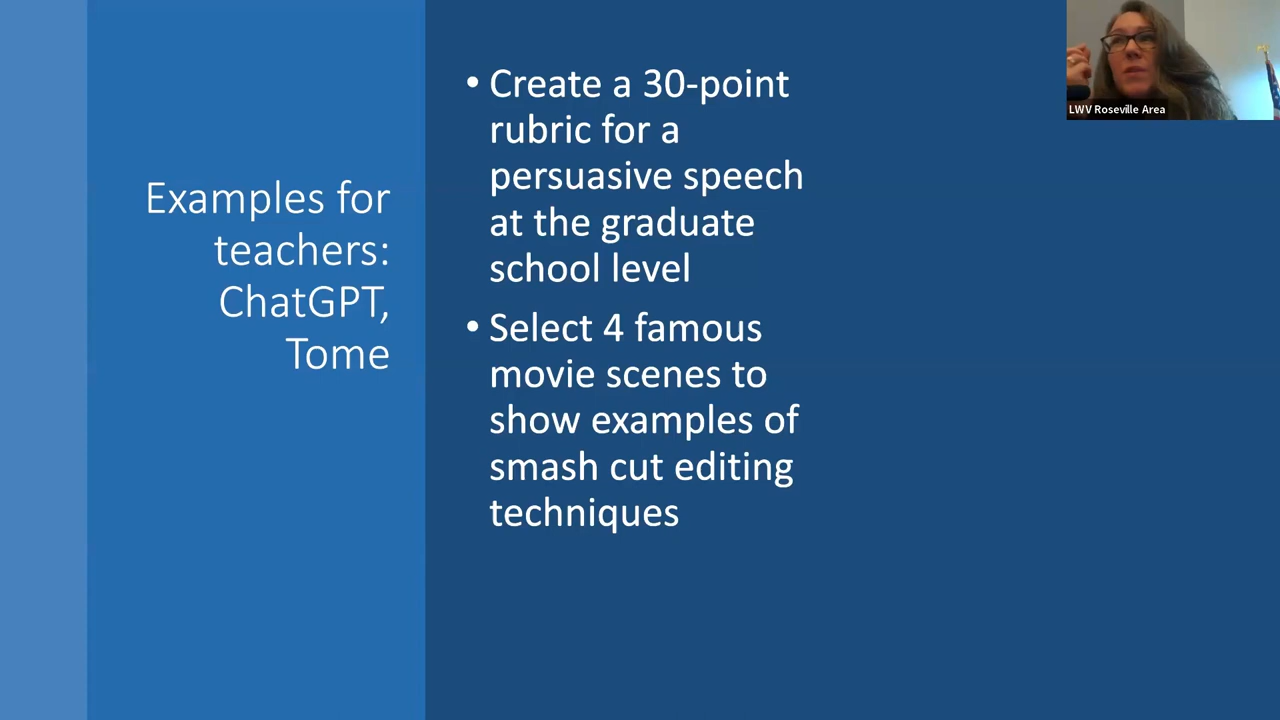 Examples for
teachers:
ChatGPT,
Tome
• Create a 30-point
rubric for a
persuasive speech
at the graduate
school level
• Select 4 famous
movie scenes to
show examples of
smash cut editing
techniques
LWV Roseville Area